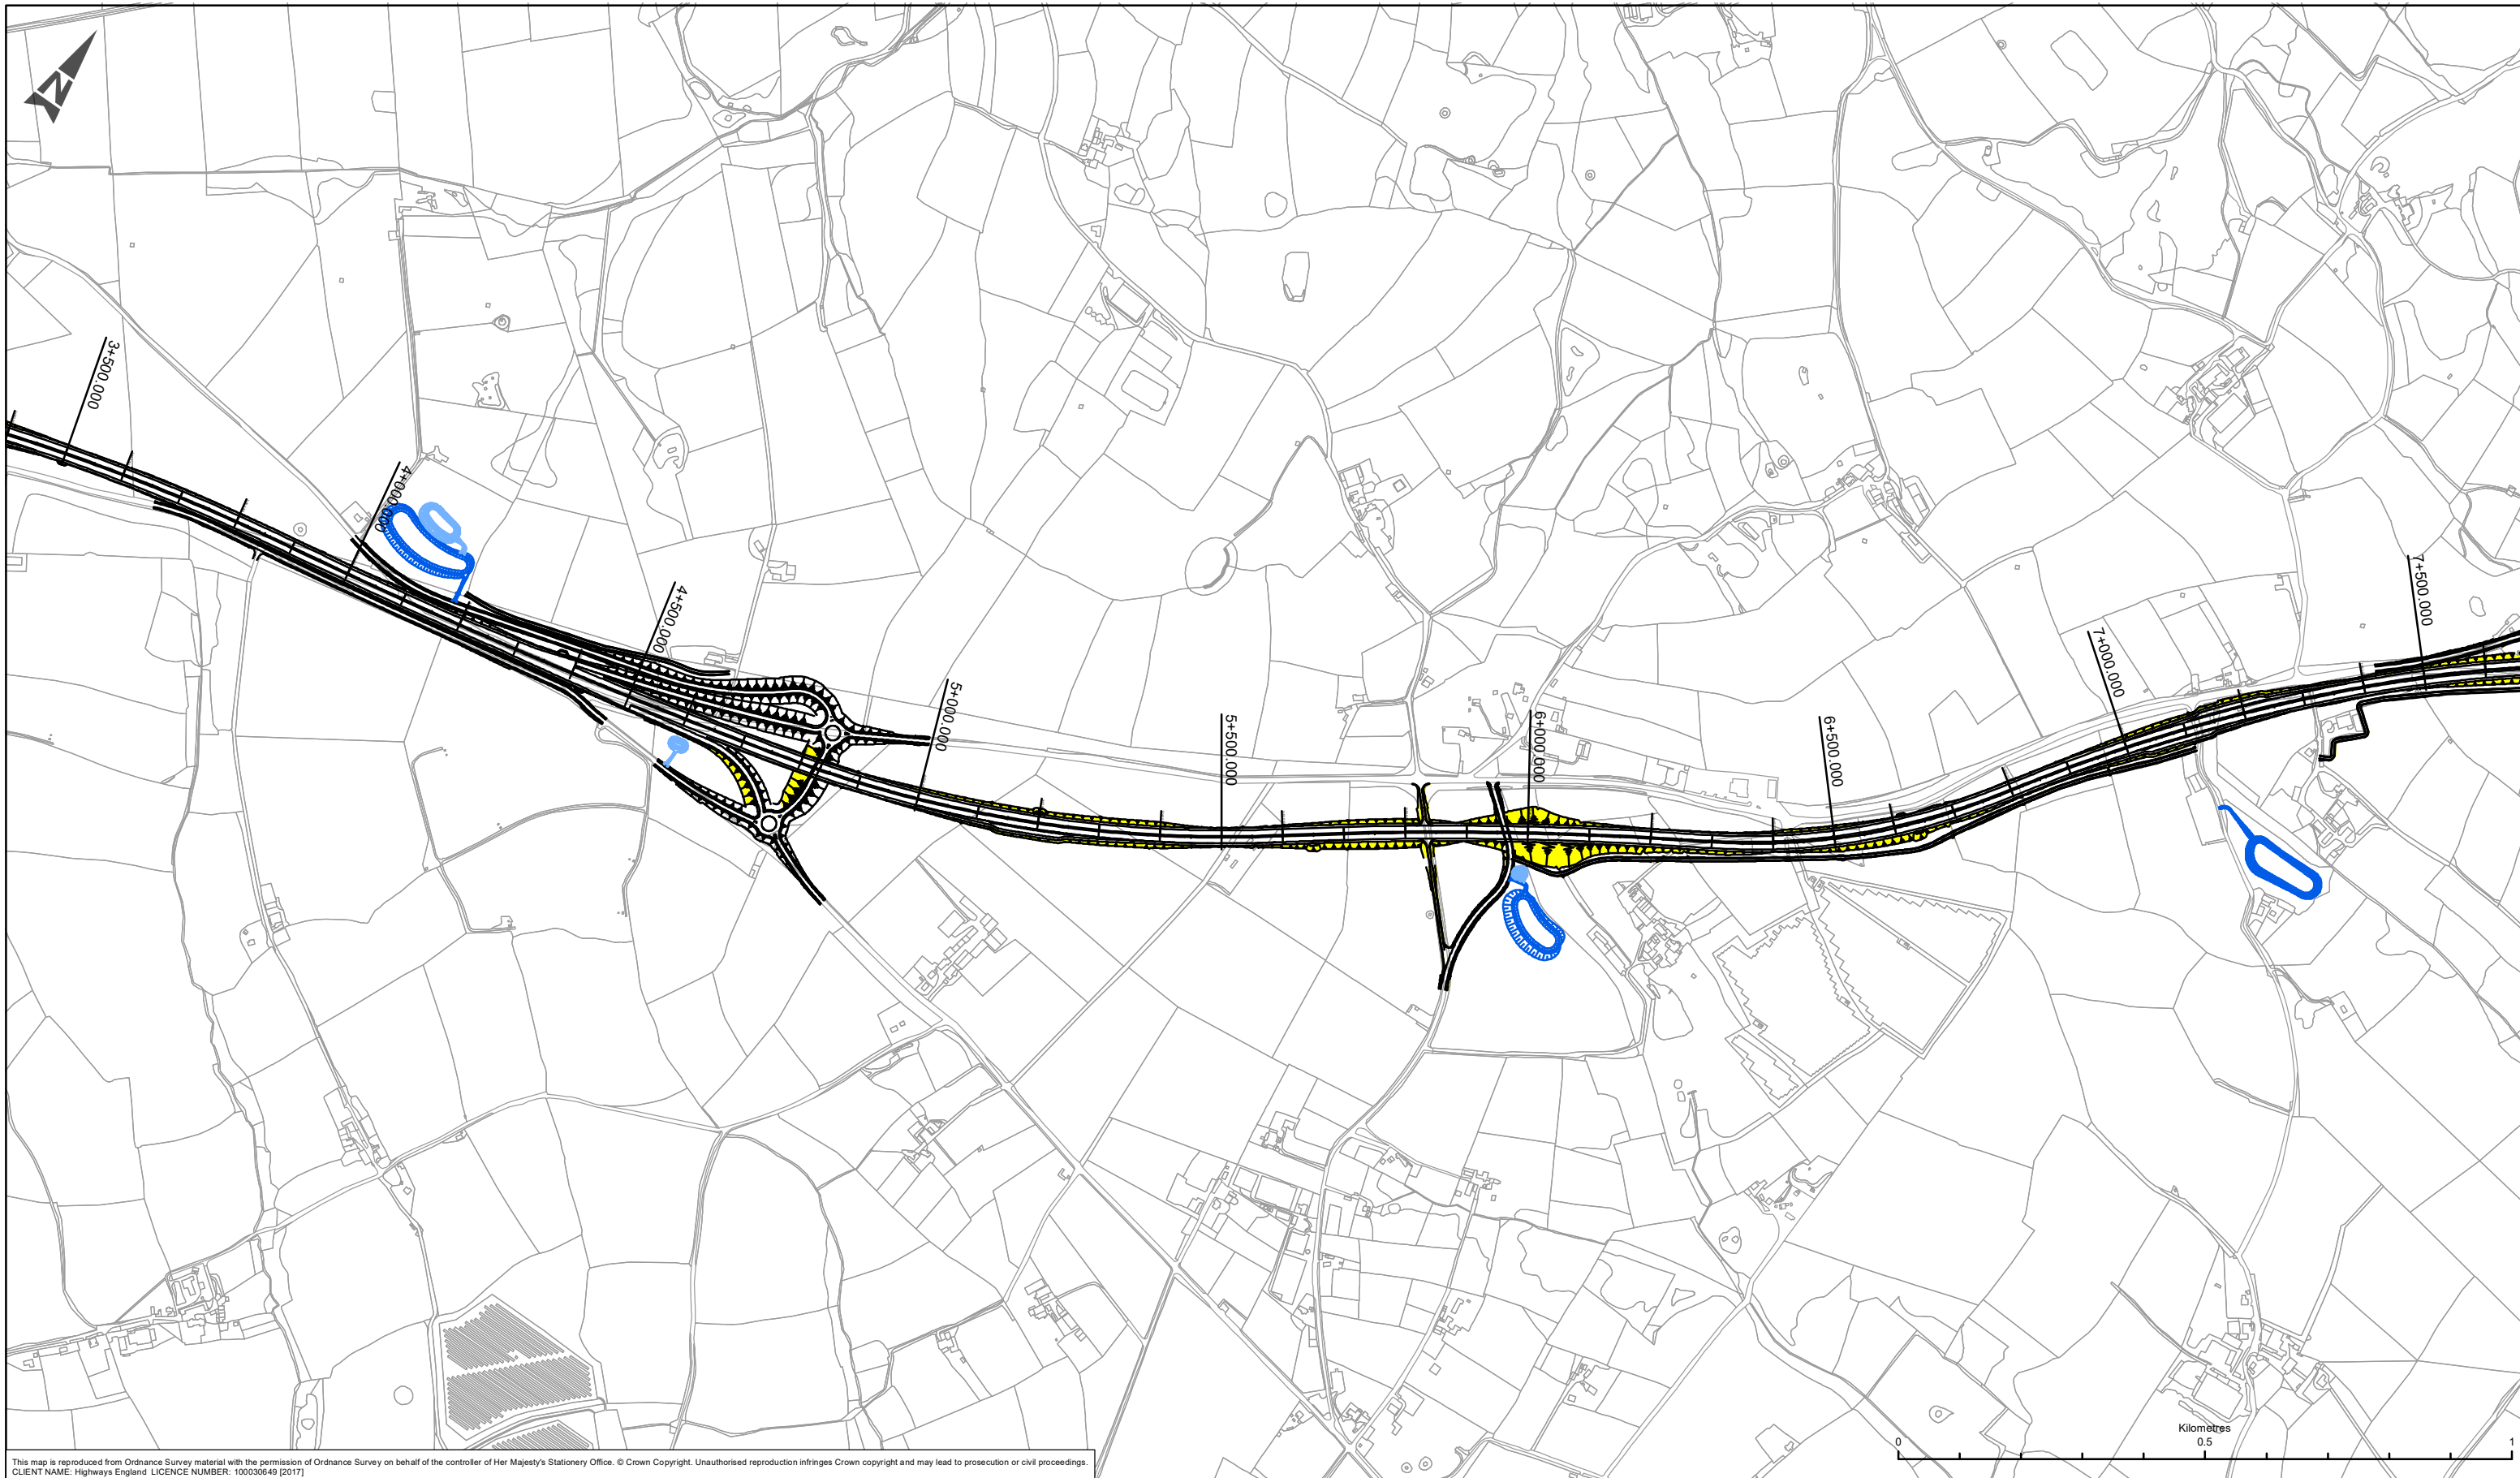 N
3+500.000
4+000.000
4+500.000
5+000.000
5+500.000
6+000.000
6+500.000
7+000.000
7+500.000
Kilometres
0 0.5 1
This map is reproduced from Ordnance Survey material with the permission of Ordnance Survey on behalf of the controller of Her Majesty's Stationery Office. © Crown Copyright. Unauthorised reproduction infringes Crown copyright and may lead to prosecution or civil proceedings.
CLIENT NAME: Highways England LICENCE NUMBER: 100030649 [2017]